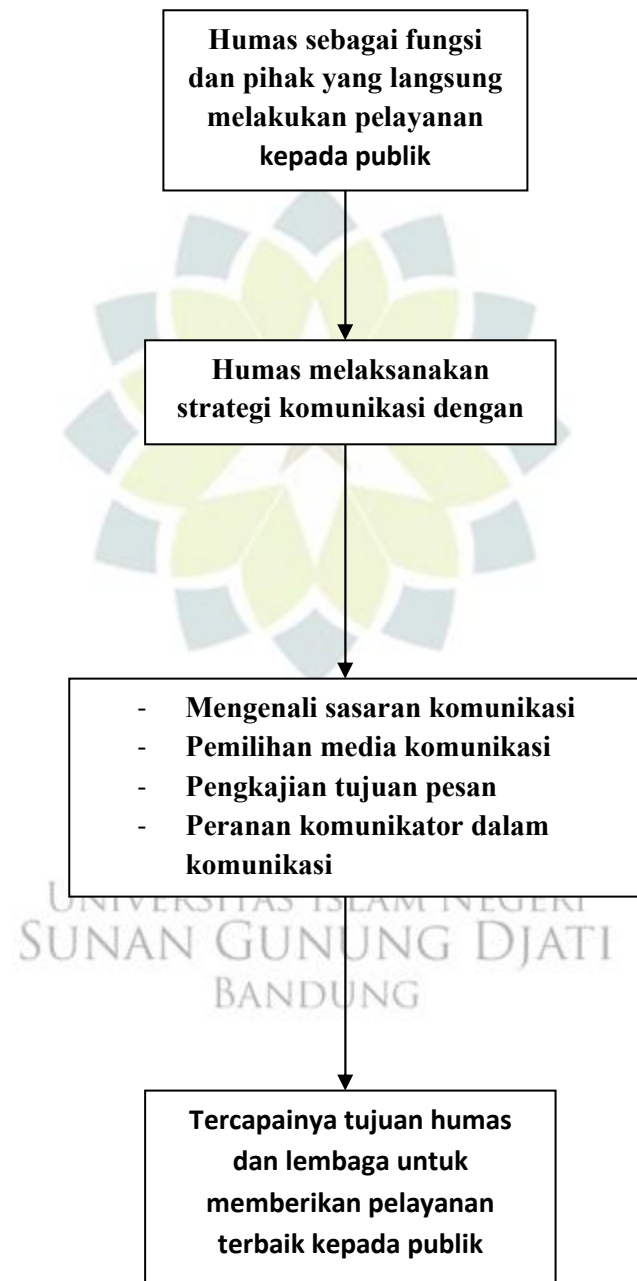 Humas sebagai fungsi
dan pihak yang langsung
melakukan pelayanan
kepada publik
Humas melaksanakan
strategi komunikasi dengan
- Mengenali sasaran komunikasi
- Pemilihan media komunikasi
- Pengkajian tujuan pesan
- Peranan komunikator dalam
komunikasi
UNIVERSITAS ISLAM NEGERI
SUNAN GUNUNG DJATI
BANDUNG
Tercapainya tujuan humas
dan lembaga untuk
memberikan pelayanan
terbaik kepada publik